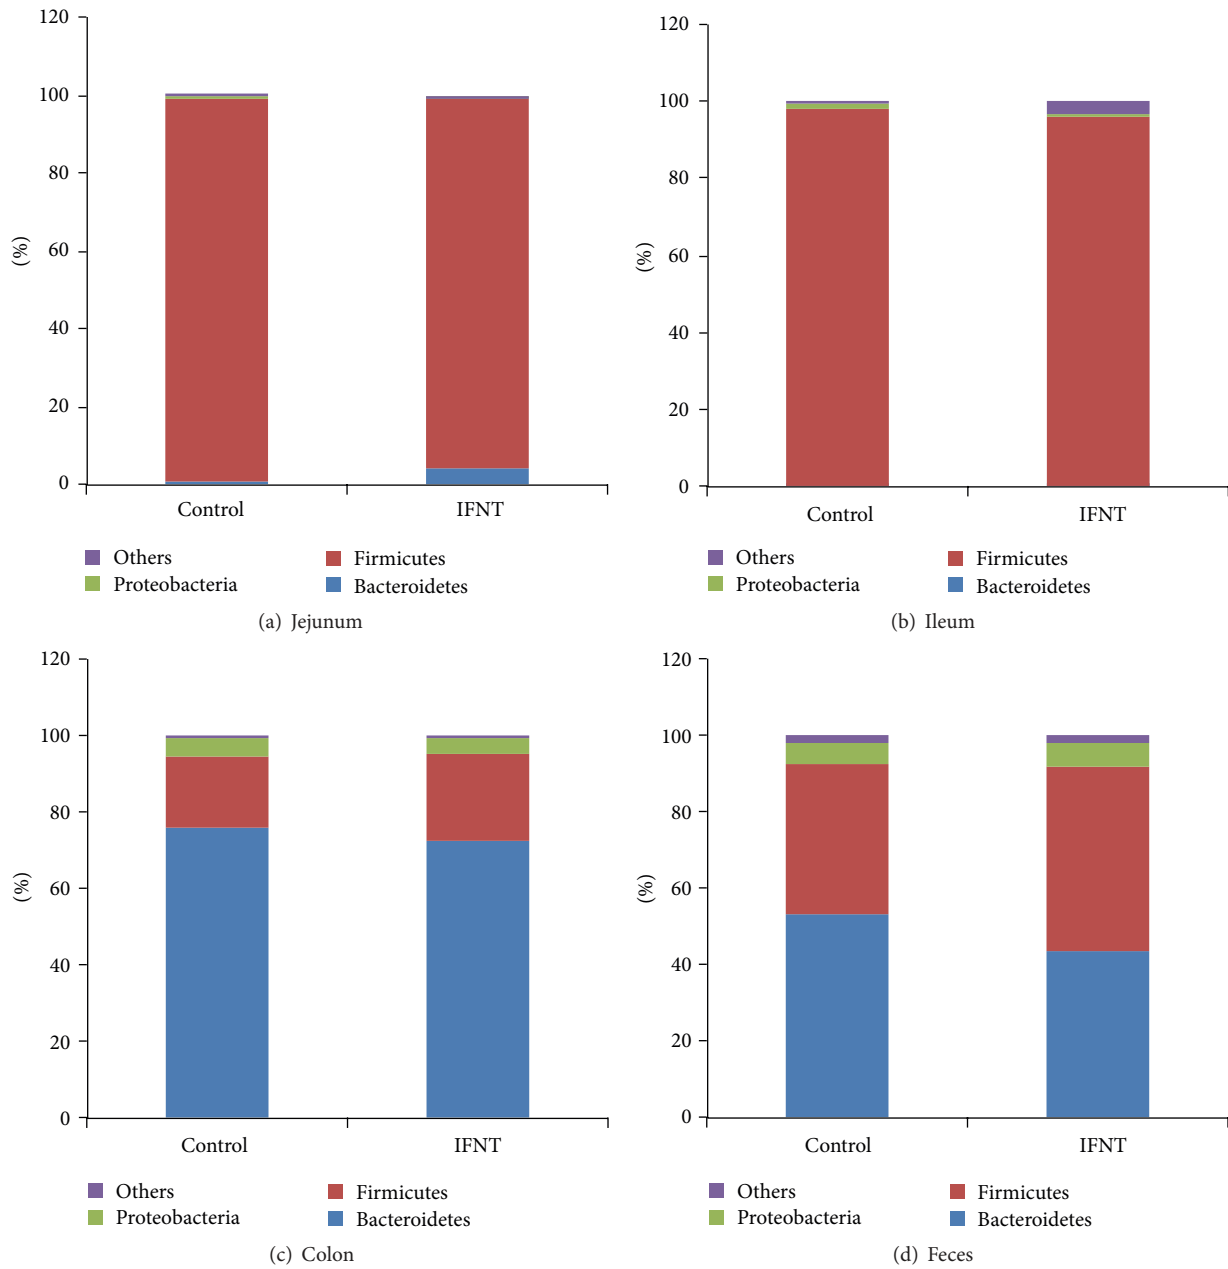 120
100
80
60
40
20
0
(%)
Control IFNT
Others Firmicutes
Proteobacteria Bacteroidetes
(a) Jejunum
120
100
80
60
40
20
0
(%)
Control IFNT
Others Firmicutes
Proteobacteria Bacteroidetes
(b) Ileum
120
100
80
60
40
20
0
(%)
Control IFNT
Others Firmicutes
Proteobacteria Bacteroidetes
(c) Colon
120
100
80
60
40
20
0
(%)
Control IFNT
Others Firmicutes
Proteobacteria Bacteroidetes
(d) Feces